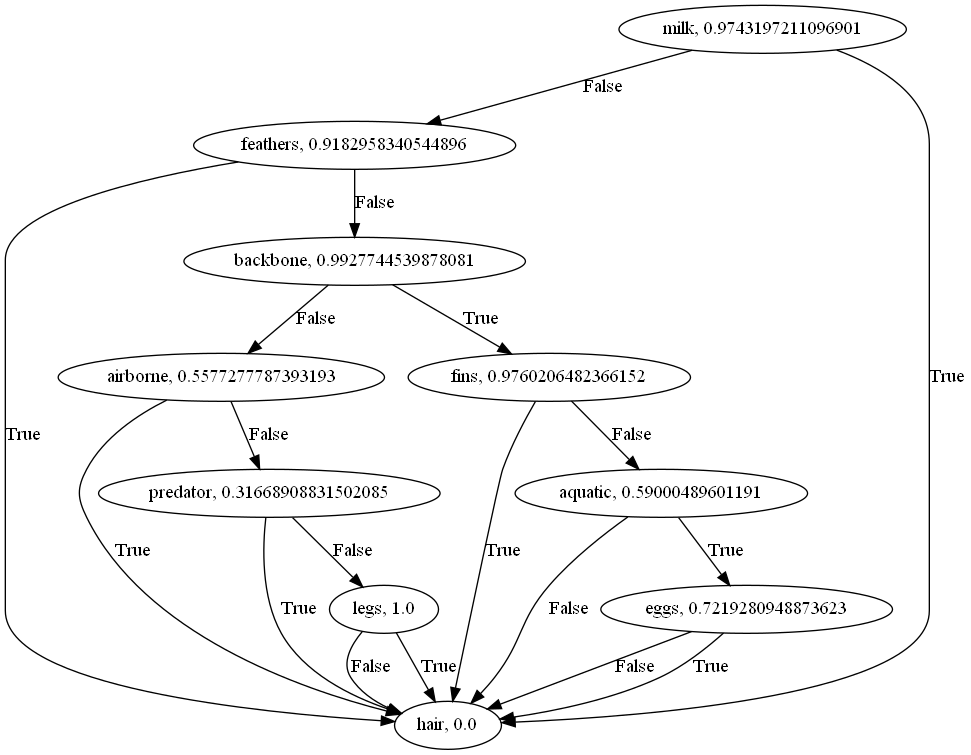 milk, 0.9743197211096901
False
feathers, 0.9182958340544896
False
backbone, 0.9927744539878081
False
True
airborne, 0.5577277787393193
fins, 0.9760206482366152
True
True
False
False
predator, 0.31668908831502085
aquatic, 0.59000489601191
True
False
True
True
legs, 1.0
True
False
eggs, 0.7219280948873623
False
True
False
True
hair, 0.0